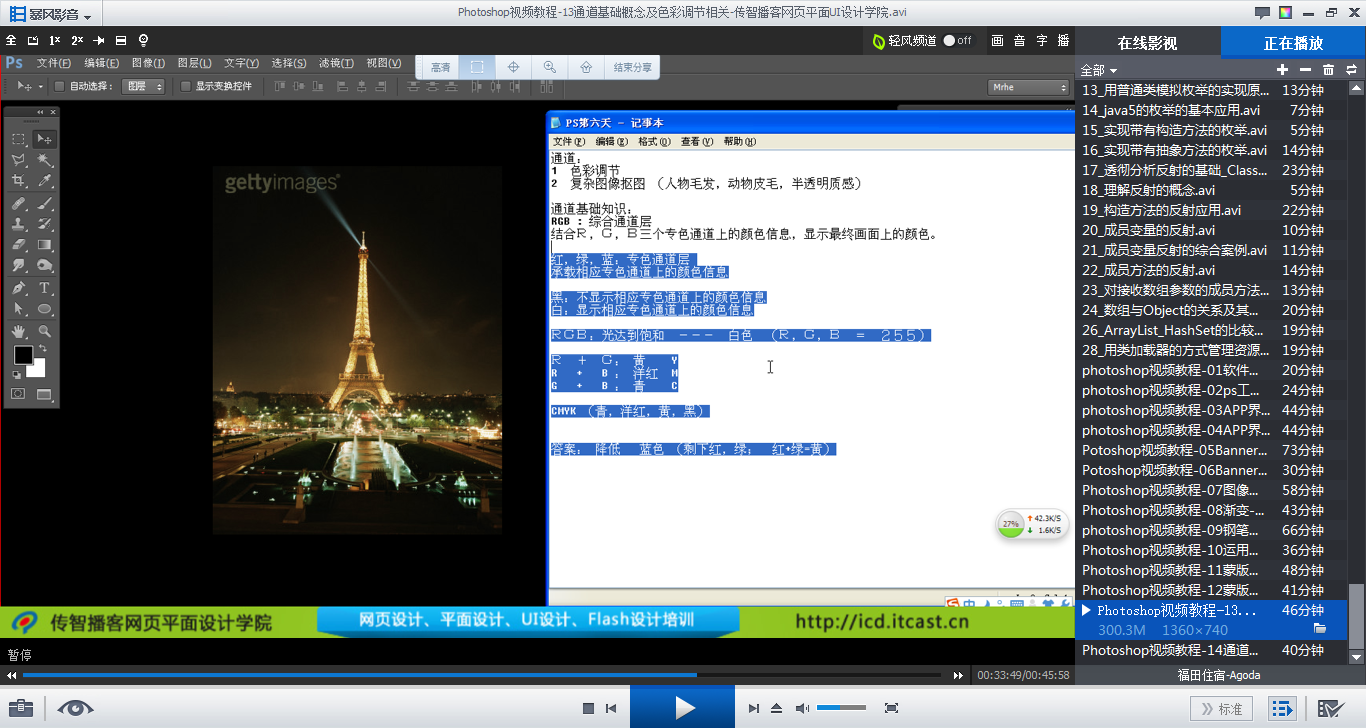 暴风影音
Photoshop视频教程-13通道基础概念及色彩调节相关-传智播客网页平面UI设计学院.avi
全 1× 2×
轻风频道 off 画 音 字 播
在线影视 正在播放
Ps 文件(F) 编辑(E) 图像(I) 图层(L) 文字(Y) 选择(S) 滤镜(T) 视图(V)
高清 结束分享
自动选择： 图层 显示变换控件
Mrhe
gettyimages®
PS第六天 - 记事本
文件(F) 编辑(E) 格式(O) 查看(V) 帮助(H)
通道：
1 色彩调节
2 复杂图像抠图 （人物毛发，动物皮毛，半透明质感）
通道基础知识：
RGB ：综合通道层
结合Ｒ，Ｇ，Ｂ三个专色通道上的颜色信息，显示最终画面上的颜色。
红，绿，蓝：专色通道层
承载相应专色通道上的颜色信息
黑：不显示相应专色通道上的颜色信息
白：显示相应专色通道上的颜色信息
ＲＧＢ，光达到饱和 －－－ 白色 （Ｒ，Ｇ，Ｂ ＝ ２５５）
Ｒ ＋ Ｇ：黄 Y
R + B ：洋红 M
G + B ：青 C
CMYK （青，洋红，黄，黑）
答案： 降低 蓝色 （剩下红，绿； 红+绿=黄）
27% 42.3K/S
1.6K/S
传智播客网页平面设计学院
网页设计、平面设计、UI设计、Flash设计培训
http://icd.itcast.cn
暂停
00:33:49/00:45:58
全部
13_用普通类模拟枚举的实现原... 13分钟
14_java5的枚举的基本应用.avi 7分钟
15_实现带有构造方法的枚举.avi 5分钟
16_实现带有抽象方法的枚举.avi 14分钟
17_透彻分析反射的基础_Class... 23分钟
18_理解反射的概念.avi 5分钟
19_构造方法的反射应用.avi 22分钟
20_成员变量的反射.avi 10分钟
21_成员变量反射的综合案例.avi 11分钟
22_成员方法的反射.avi 14分钟
23_对接收数组参数的成员方法... 13分钟
24_数组与Object的关系及其... 20分钟
26_ArrayList_HashSet的比较... 19分钟
28_用类加载器的方式管理资源... 19分钟
photoshop视频教程-01软件... 20分钟
photoshop视频教程-02ps工... 24分钟
photoshop视频教程-03APP界... 44分钟
photoshop视频教程-04APP界... 44分钟
Potoshop视频教程-05Banner... 73分钟
Potoshop视频教程-06Banner... 30分钟
Photoshop视频教程-07图像... 58分钟
Photoshop视频教程-08渐变-... 43分钟
photoshop视频教程-09钢笔... 66分钟
Photoshop视频教程-10运用... 36分钟
Photoshop视频教程-11蒙版... 48分钟
Photoshop视频教程-12蒙版... 41分钟
Photoshop视频教程-13... 46分钟
300.3M 1360×740
Photoshop视频教程-14通道... 40分钟
福田住宿-Agoda
标准